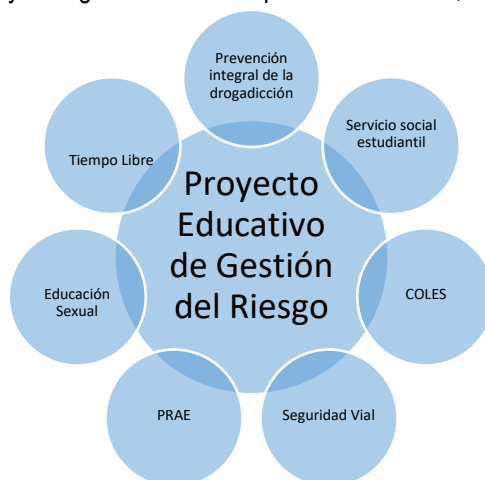 Prevención
integral de la
drogadicción
Servicio social
estudiantil
Tiempo Libre
Proyecto
Educativo
de Gestión
del Riesgo
Educación
Sexual
COLES
PRAE
Seguridad Vial